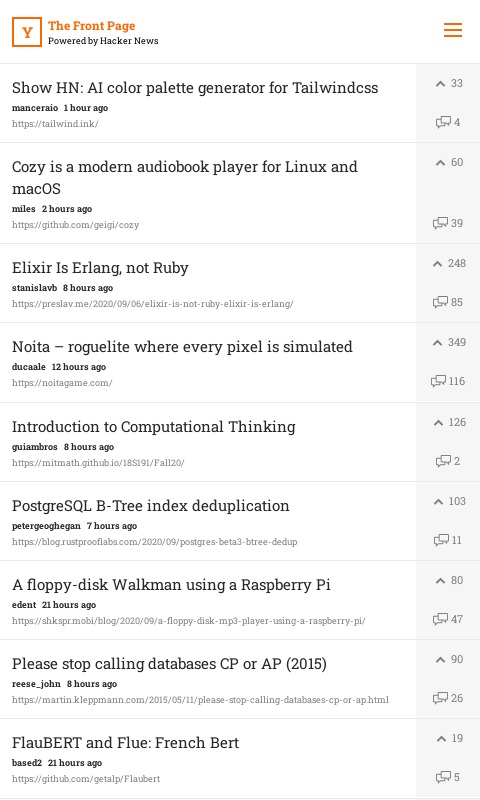 Y
The Front Page
Powered by Hacker News
Show HN: AI color palette generator for Tailwindcss
manceraio 1 hour ago
https://tailwind.ink/
33
4
Cozy is a modern audiobook player for Linux and
macOS
miles 2 hours ago
https://github.com/geigi/cozy
60
39
Elixir Is Erlang, not Ruby
stanislavb 8 hours ago
https://preslav.me/2020/09/06/elixir-is-not-ruby-elixir-is-erlang/
248
85
Noita – roguelite where every pixel is simulated
ducaale 12 hours ago
https://noitagame.com/
349
116
Introduction to Computational Thinking
guiambros 8 hours ago
https://mitmath.github.io/18S191/Fall20/
126
2
PostgreSQL B-Tree index deduplication
petergeoghegan 7 hours ago
https://blog.rustprooflabs.com/2020/09/postgres-beta3-btree-dedup
103
11
A floppy-disk Walkman using a Raspberry Pi
edent 21 hours ago
https://shkspr.mobi/blog/2020/09/a-floppy-disk-mp3-player-using-a-raspberry-pi/
80
47
Please stop calling databases CP or AP (2015)
reese_john 8 hours ago
https://martin.kleppmann.com/2015/05/11/please-stop-calling-databases-cp-or-ap.html
90
26
FlauBERT and Flue: French Bert
based2 21 hours ago
https://github.com/getalp/Flaubert
19
5